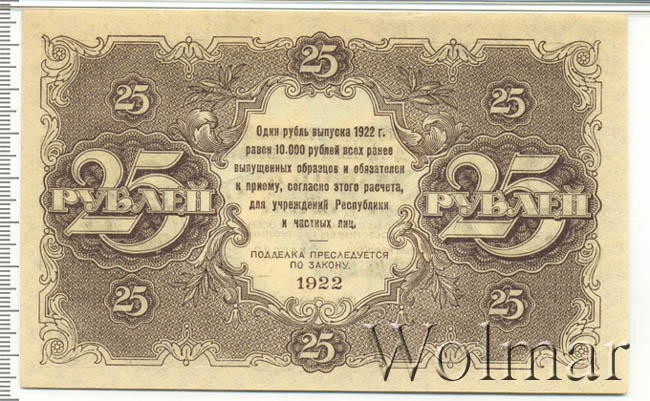 25
25
25
Один рубль выпуска 1922 г.
равен 10.000 рублей всех ранее
выпущенных образцов и обязателен
к приему, согласно этого расчета,
для учреждений Республики
и частных лиц.
25 РУБЛЕЙ
25 РУБЛЕЙ
ПОДДЕЛКА ПРЕСЛЕДУЕТСЯ
ПО ЗАКОНУ.
1922
25
25
25
Wolmar